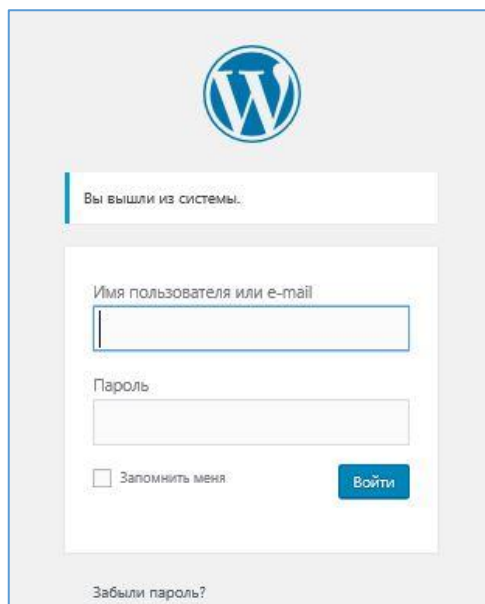 Вы вышли из системы.
Имя пользователя или e-mail
Пароль
Запомнить меня
Войти
Забыли пароль?